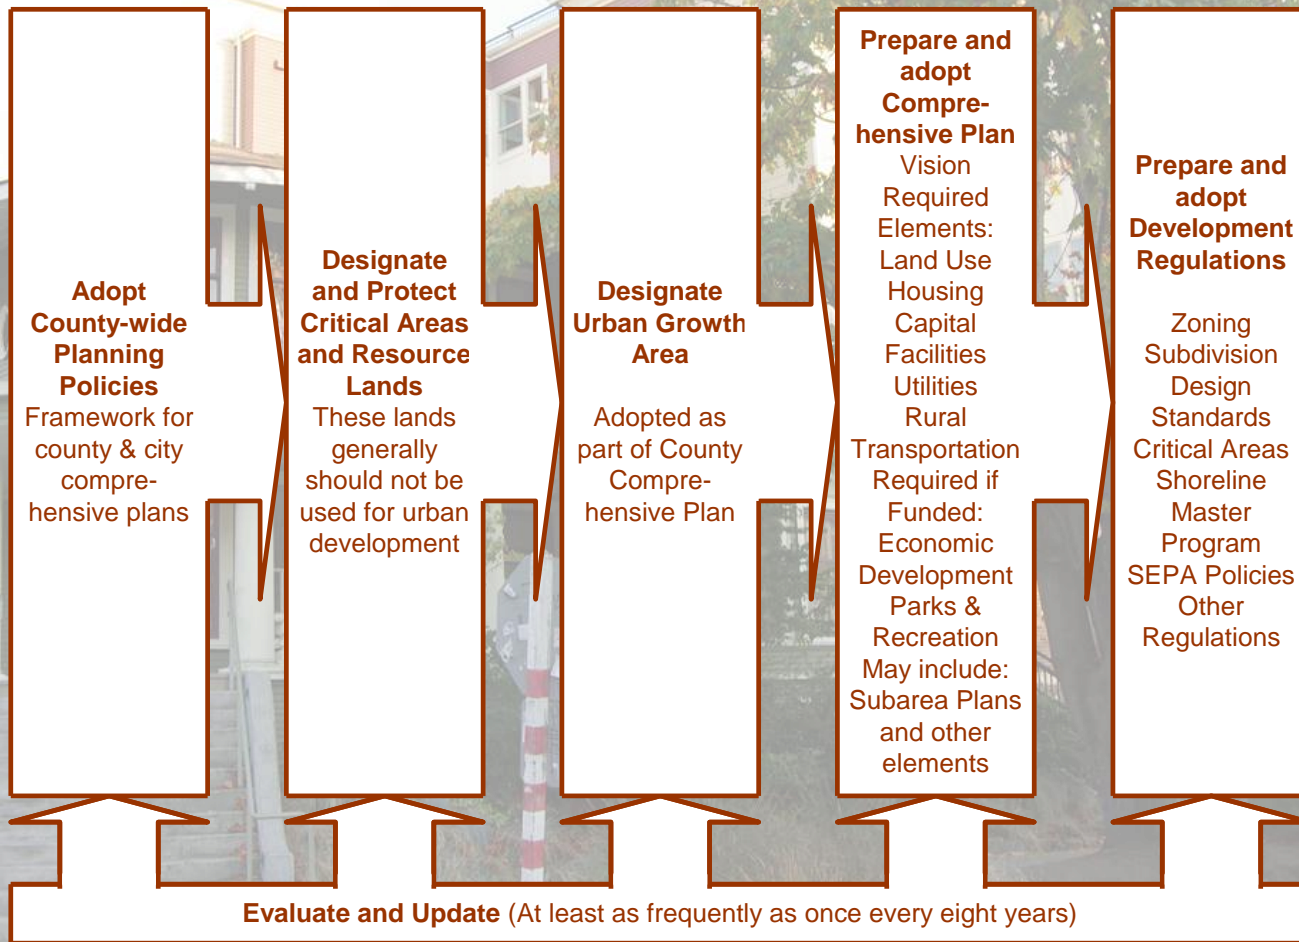 Adopt
County-wide
Planning
Policies
Framework for
county & city
compre-
hensive plans
Designate
and Protect
Critical Areas
and Resource
Lands
These lands
generally
should not be
used for urban
development
Designate
Urban Growth
Area
Adopted as
part of County
Compre-
hensive Plan
Prepare and
adopt
Compre-
hensive Plan
Vision
Required
Elements:
Land Use
Housing
Capital
Facilities
Utilities
Rural
Transportation
Required if
Funded:
Economic
Development
Parks &
Recreation
May include:
Subarea Plans
and other
elements
Prepare and
adopt
Development
Regulations
Zoning
Subdivision
Design
Standards
Critical Areas
Shoreline
Master
Program
SEPA Policies
Other
Regulations
Evaluate and Update (At least as frequently as once every eight years)